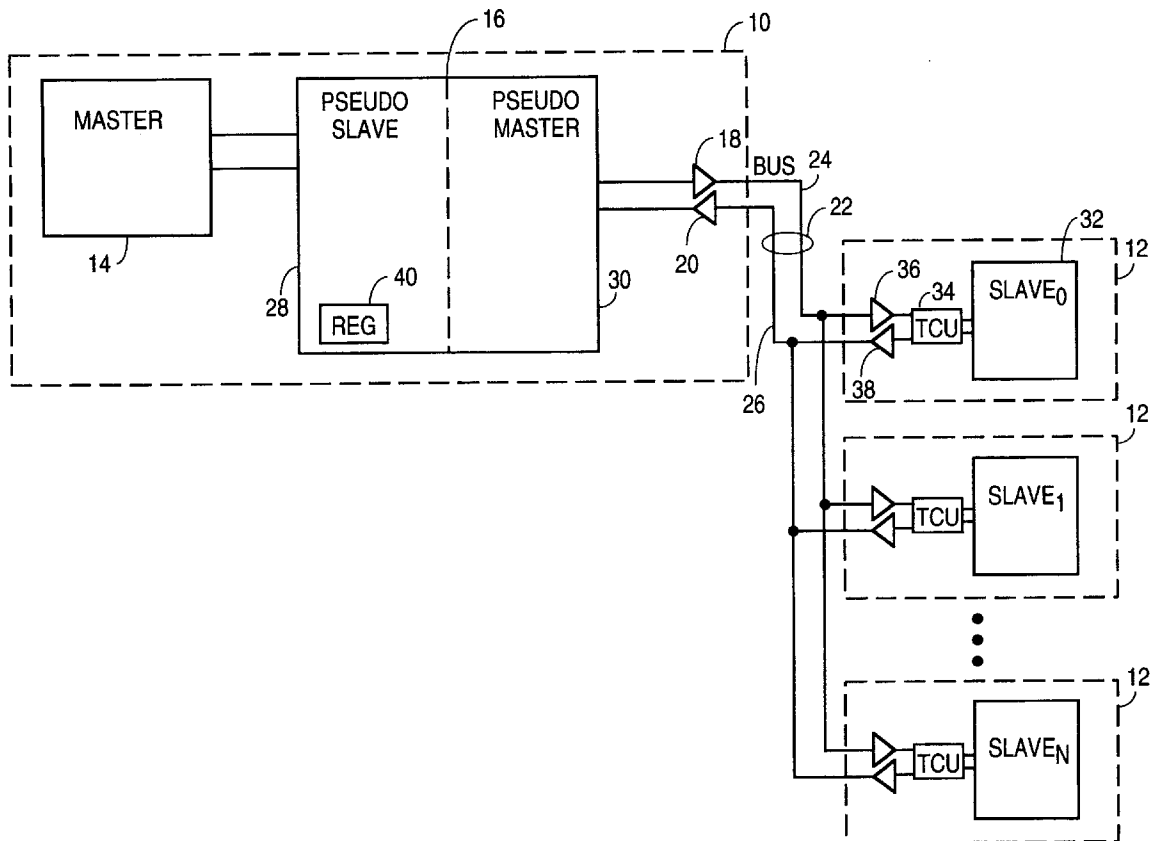 16
10
MASTER
PSEUDO
SLAVE
PSEUDO
MASTER
18
BUS
24
22
14
28
40
REG
30
20
26
36
34
32
12
TCU
SLAVE0
38
12
TCU
SLAVE1
12
TCU
SLAVEN